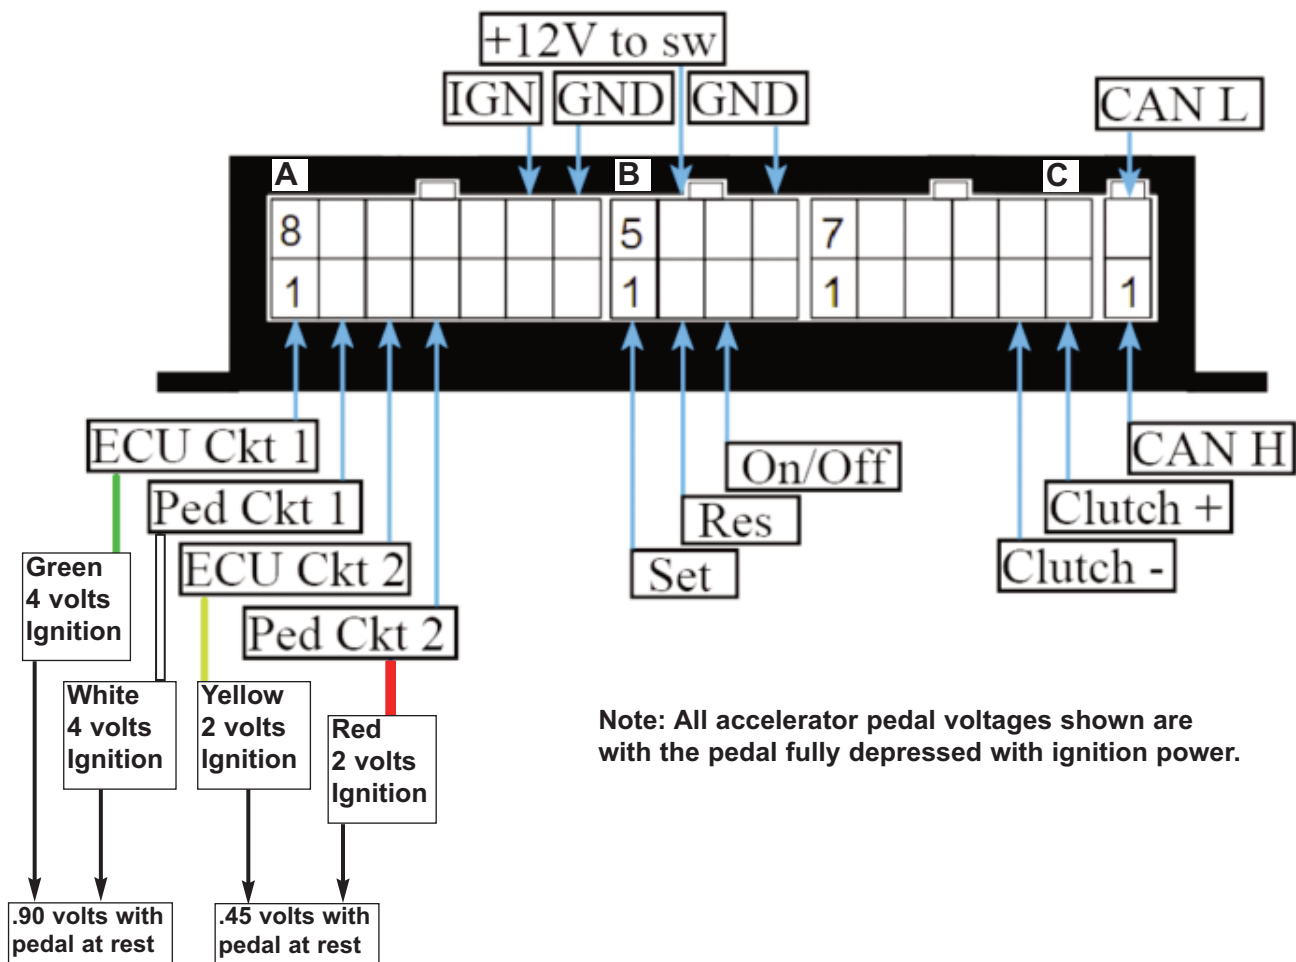 +12V to sw
IGN
GND
GND
CAN L
A
B
C
8
5
7
1
1
1
1
ECU Ckt 1
Ped Ckt 1
ECU Ckt 2
Ped Ckt 2
On/Off
Res
Set
CAN H
Clutch +
Clutch -
Green
4 volts
Ignition
White
4 volts
Ignition
Yellow
2 volts
Ignition
Red
2 volts
Ignition
Note: All accelerator pedal voltages shown are
with the pedal fully depressed with ignition power.
.90 volts with
pedal at rest
.45 volts with
pedal at rest